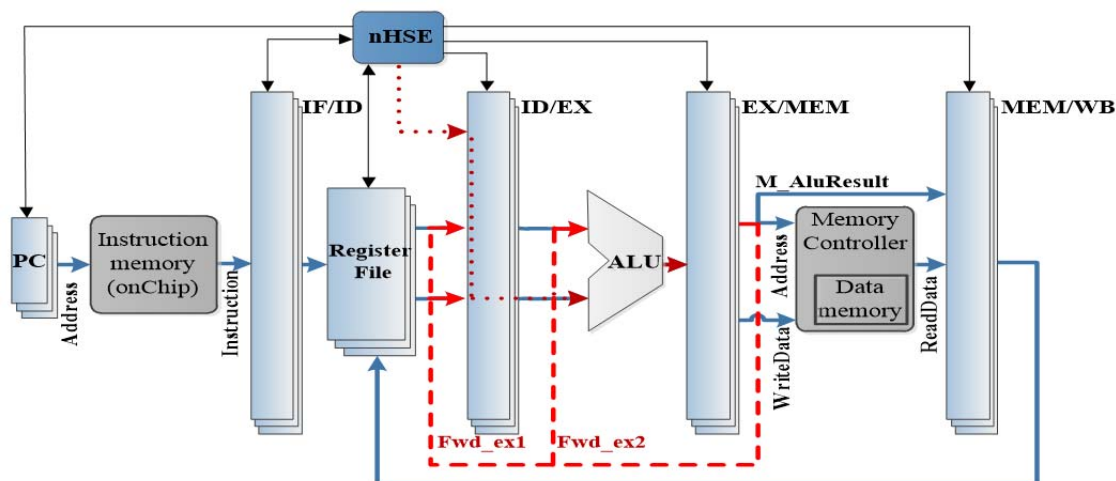 nHSE
IF/ID
ID/EX
EX/MEM
MEM/WB
M_AluResult
PC
Address
Instruction
memory
(onChip)
Instruction
Register
File
ALU
Address
WriteData
Memory
Controller
Data
memory
ReadData
Fwd_ex1
Fwd_ex2